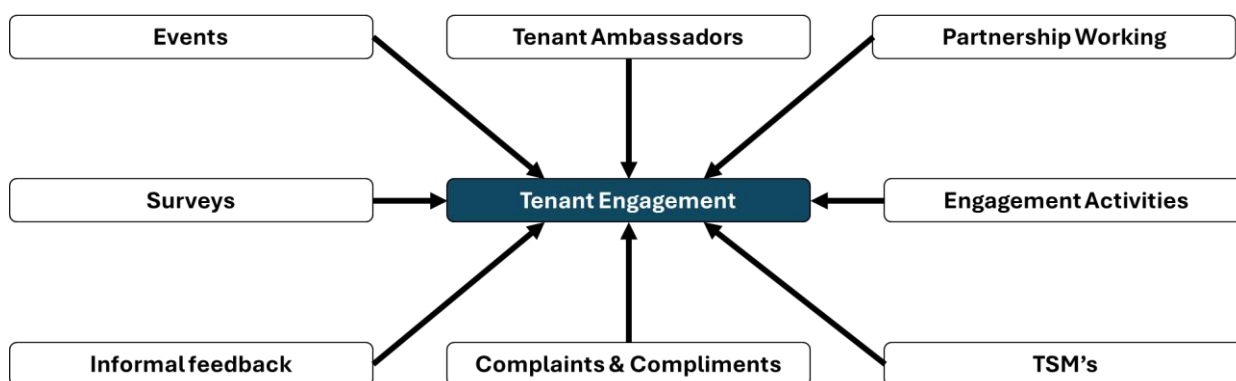 Events
Tenant Ambassadors
Partnership Working
Surveys
Tenant Engagement
Engagement Activities
Informal feedback
Complaints & Compliments
TSM’s